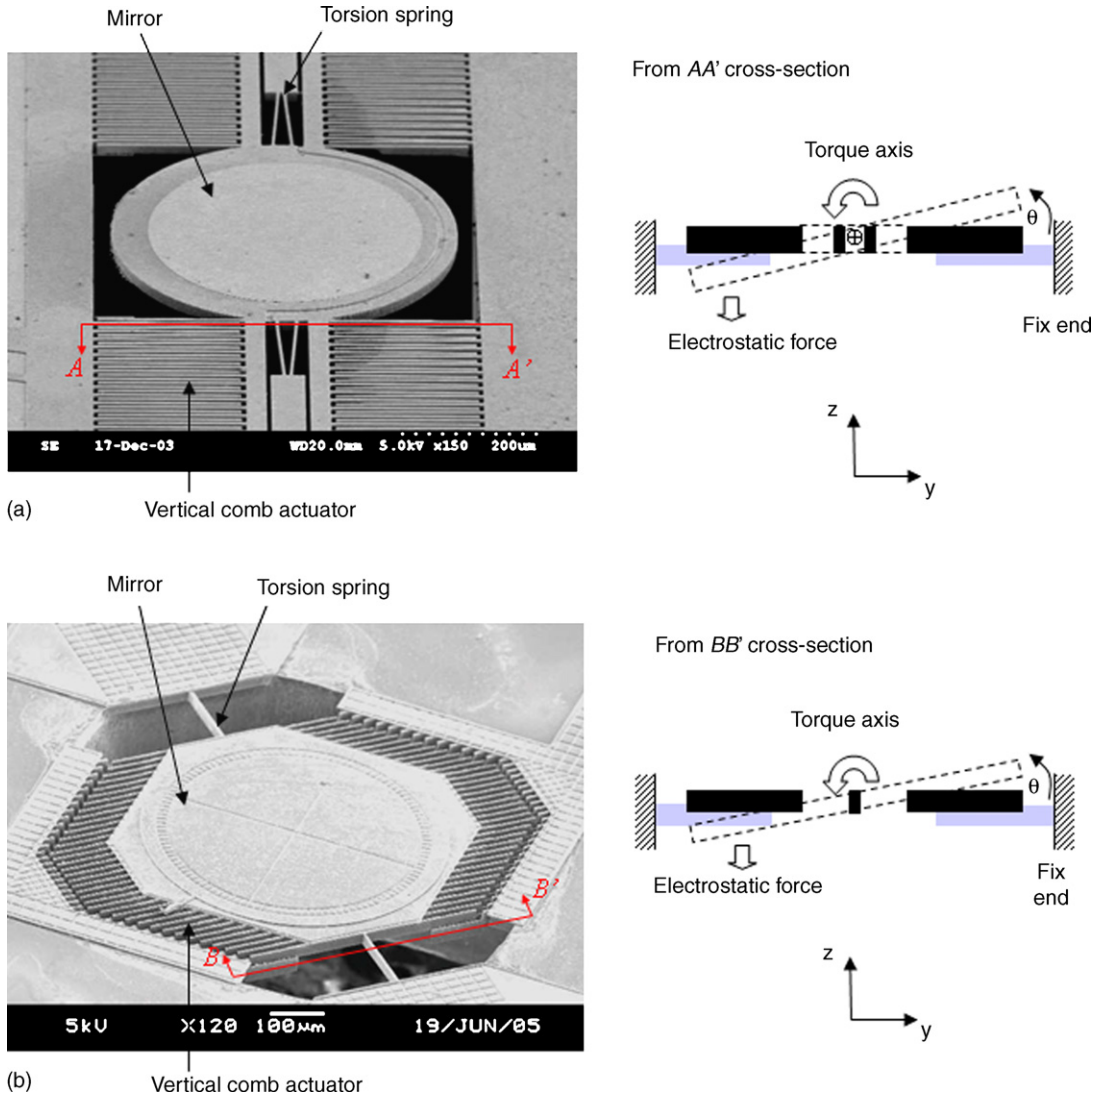 Mirror
Torsion spring
From AA' cross-section
Torque axis
θ
A
A'
Electrostatic force
Fix end
SE 17-Dec-03 WD20.0mm 5.0kV x150 200um
z
y
(a)
Vertical comb actuator
Mirror
Torsion spring
From BB' cross-section
Torque axis
θ
B
B'
Electrostatic force
Fix
end
5kV X120 100μm 19/JUN/05
z
y
(b)
Vertical comb actuator